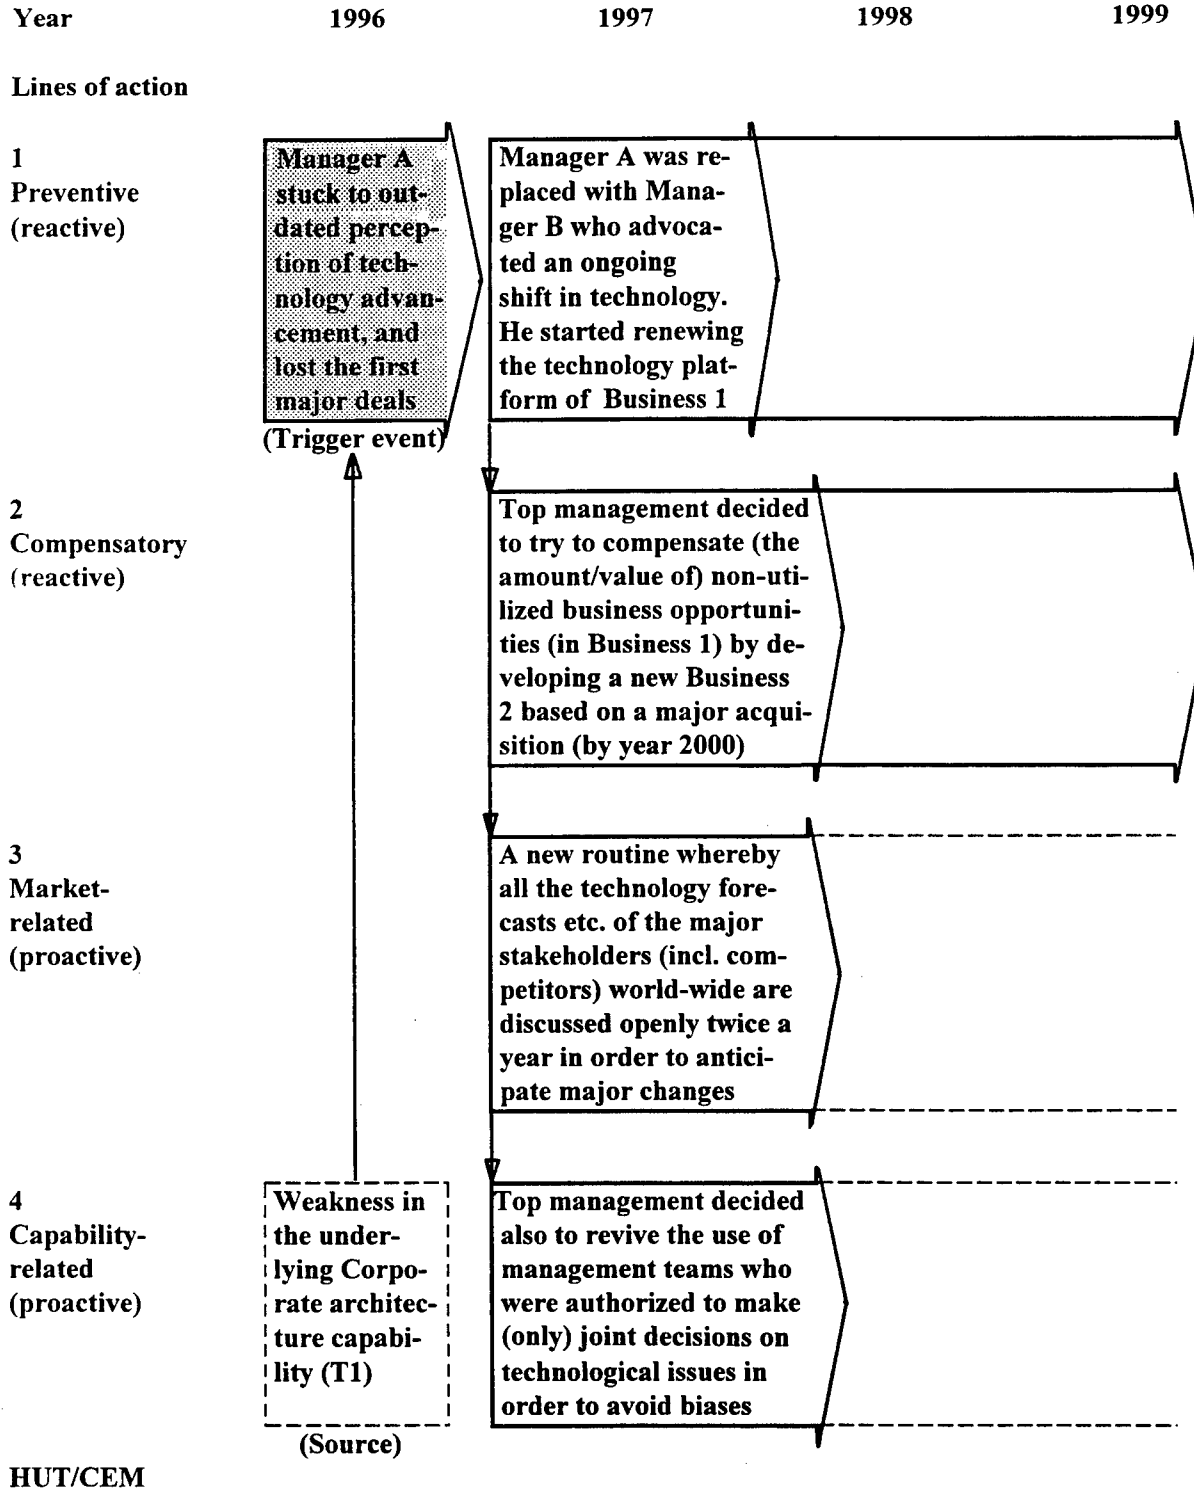 Year 1996 1997 1998 1999
Lines of action
1
Preventive
(reactive)
Manager A
stuck to out-
dated percep-
tion of tech-
nology advan-
cement, and
lost the first
major deals
(Trigger event)
Manager A was re-
placed with Mana-
ger B who advoca-
ted an ongoing
shift in technology.
He started renewing
the technology plat-
form of Business 1
2
Compensatory
(reactive)
Top management decided
to try to compensate (the
amount/value of) non-uti-
lized business opportuni-
ties (in Business 1) by de-
veloping a new Business
2 based on a major acqui-
sition (by year 2000)
3
Market-
related
(proactive)
A new routine whereby
all the technology fore-
casts etc. of the major
stakeholders (incl. com-
petitors) world-wide are
discussed openly twice a
year in order to antici-
pate major changes
4
Capability-
related
(proactive)
Weakness in
the under-
lying Corpo-
rate architec-
ture capabi-
lity (T1)
(Source)
Top management decided
also to revive the use of
management teams who
were authorized to make
(only) joint decisions on
technological issues in
order to avoid biases
HUT/CEM